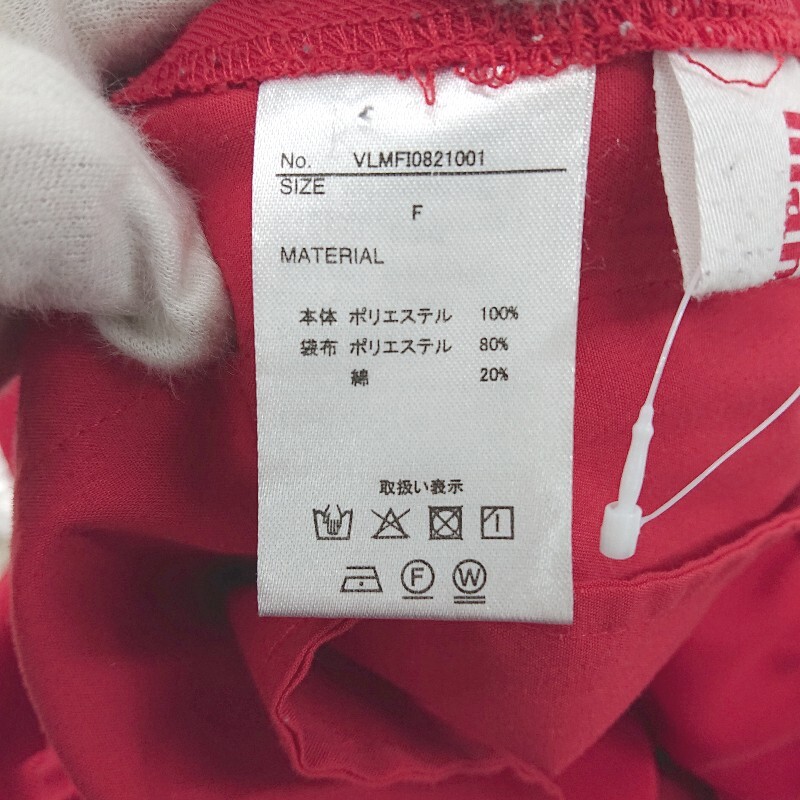 No. VLMFI0821001
SIZE
F
MATERIAL
本体 ポリエステル 100%
袋布 ポリエステル 80%
綿 20%
取扱い表示
F
W